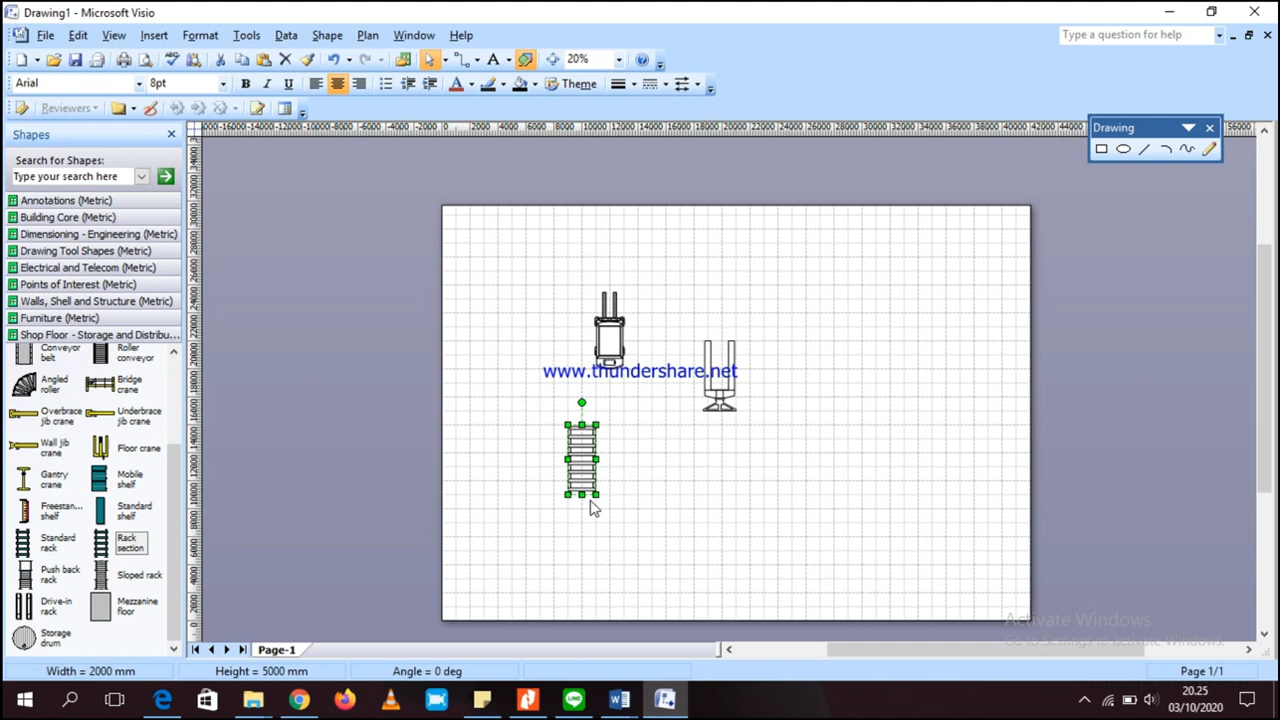 Drawing1 - Microsoft Visio
File Edit View Insert Format Tools Data Shape Plan Window Help
Type a question for help
20%
Arial 8pt B I U Theme
Reviewers
Shapes
Search for Shapes:
Type your search here
Annotations (Metric)
Building Core (Metric)
Dimensioning - Engineering (Metric)
Drawing Tool Shapes (Metric)
Electrical and Telecom (Metric)
Points of Interest (Metric)
Walls, Shell and Structure (Metric)
Furniture (Metric)
Shop Floor - Storage and Distribu...
Conveyor belt
Roller conveyor
Angled roller
Bridge crane
Overbrace jib crane
Underbrace jib crane
Wall jib crane
Floor crane
Gantry crane
Mobile shelf
Freestan... shelf
Standard shelf
Standard rack
Rack section
Push back rack
Sloped rack
Drive-in rack
Mezzanine floor
Storage drum
Drawing
www.thundershare.net
Activate Windows
Go to Settings to activate Windows.
Page-1
Width = 2000 mm Height = 5000 mm Angle = 0 deg Page 1/1
20.25
03/10/2020